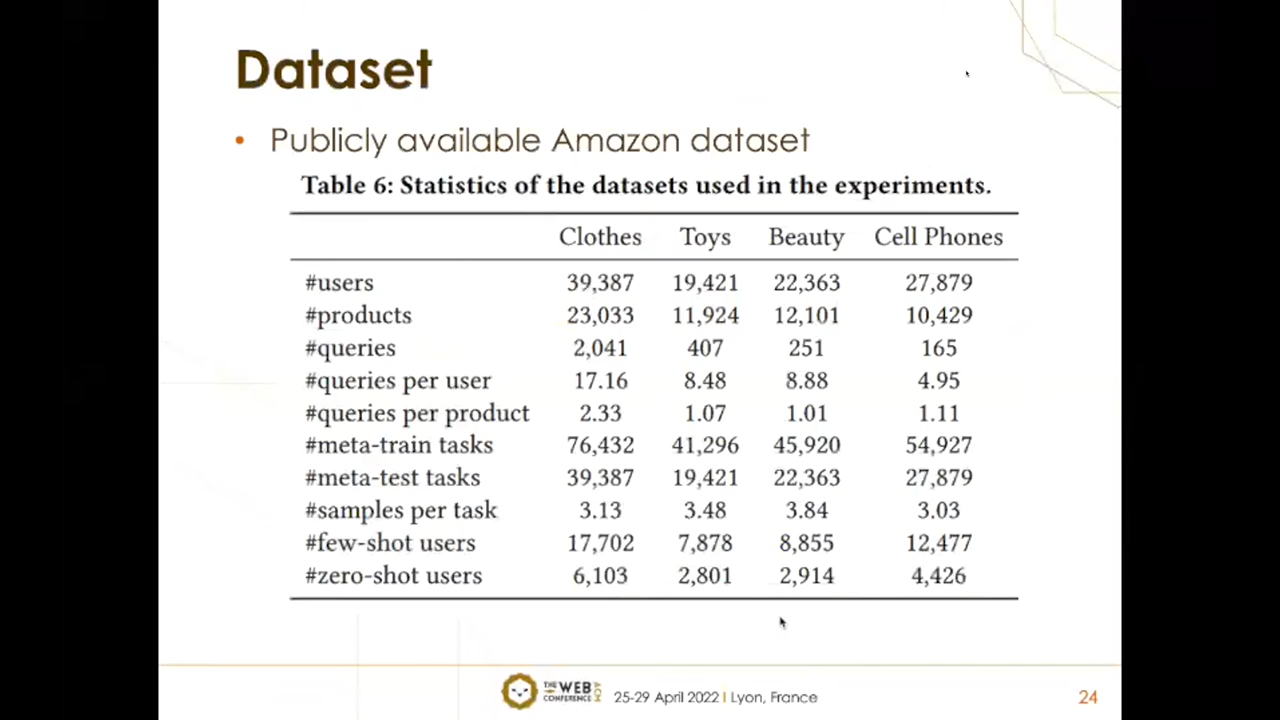 Dataset
• Publicly available Amazon dataset
Table 6: Statistics of the datasets used in the experiments.
Clothes Toys Beauty Cell Phones
#users 39,387 19,421 22,363 27,879
#products 23,033 11,924 12,101 10,429
#queries 2,041 407 251 165
#queries per user 17.16 8.48 8.88 4.95
#queries per product 2.33 1.07 1.01 1.11
#meta-train tasks 76,432 41,296 45,920 54,927
#meta-test tasks 39,387 19,421 22,363 27,879
#samples per task 3.13 3.48 3.84 3.03
#few-shot users 17,702 7,878 8,855 12,477
#zero-shot users 6,103 2,801 2,914 4,426
THE WEB CONFERENCE ACM 25-29 April 2022 | Lyon, France 24